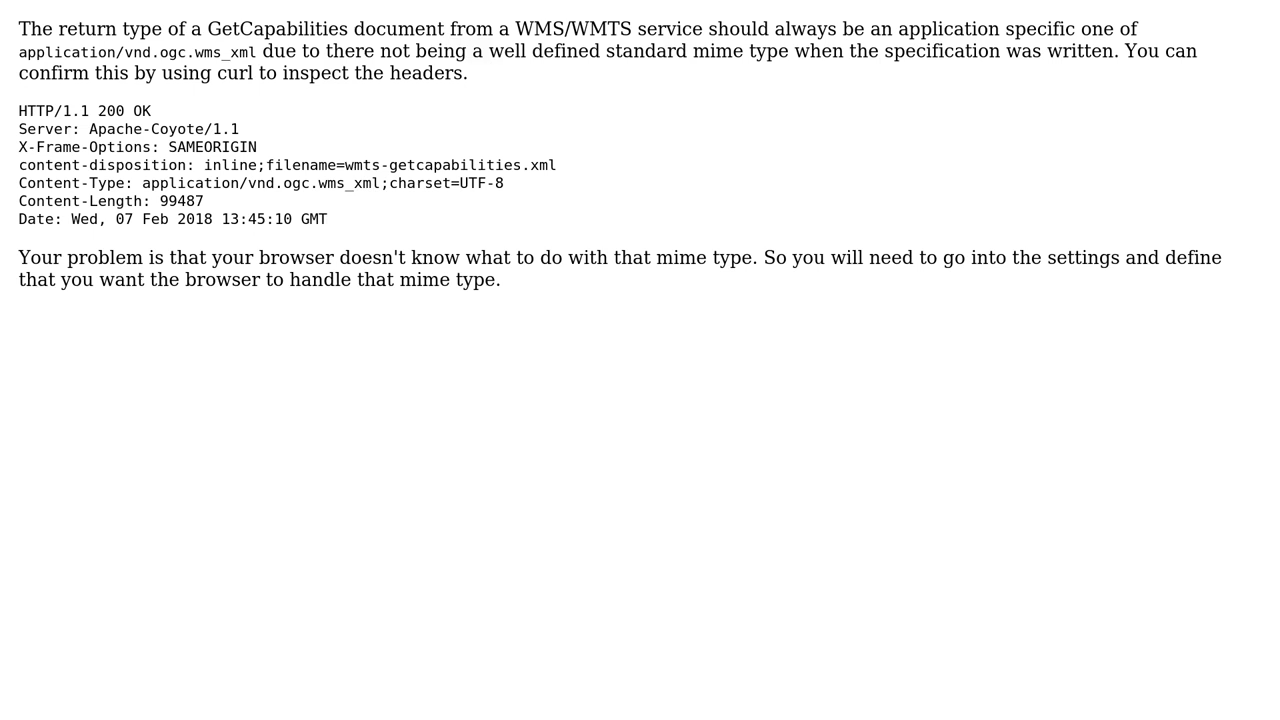 The return type of a GetCapabilities document from a WMS/WMTS service should always be an application specific one of
application/vnd.ogc.wms_xml due to there not being a well defined standard mime type when the specification was written. You can
confirm this by using curl to inspect the headers.
HTTP/1.1 200 OK
Server: Apache-Coyote/1.1
X-Frame-Options: SAMEORIGIN
content-disposition: inline;filename=wmts-getcapabilities.xml
Content-Type: application/vnd.ogc.wms_xml;charset=UTF-8
Content-Length: 99487
Date: Wed, 07 Feb 2018 13:45:10 GMT
Your problem is that your browser doesn't know what to do with that mime type. So you will need to go into the settings and define
that you want the browser to handle that mime type.